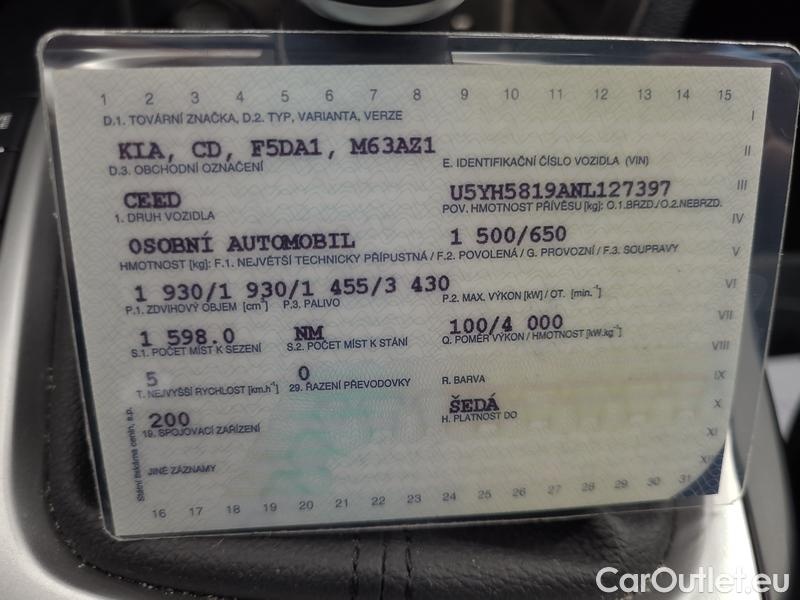 1 2 3 4 5 6 7 8 9 10 11 12 13 14 15
D.1. TOVÁRNÍ ZNAČKA, D.2. TYP, VARIANTA, VERZE
I
KIA, CD, F5DA1, M63AZ1
II
D.3. OBCHODNÍ OZNAČENÍ
E. IDENTIFIKAČNÍ ČÍSLO VOZIDLA (VIN)
CEED
U5YH5819ANL127397
III
1. DRUH VOZIDLA
POV. HMOTNOST PŘÍVĚSU [kg]: O.1.BRZD./O.2.NEBRZD.
OSOBNÍ AUTOMOBIL
1 500/650
IV
HMOTNOST [kg]: F.1. NEJVĚTŠÍ TECHNICKY PŘÍPUSTNÁ / F.2. POVOLENÁ / G. PROVOZNÍ / F.3. SOUPRAVY
V
1 930/1 930/1 455/3 430
VI
P.1. ZDVIHOVÝ OBJEM [cm³]
P.3. PALIVO
P.2. MAX. VÝKON [kW] / OT. [min.⁻¹]
1 598.0
NM
100/4 000
VII
S.1. POČET MÍST K SEZENÍ
S.2. POČET MÍST K STÁNÍ
Q. POMĚR VÝKON / HMOTNOST [kW.kg⁻¹]
VIII
5
0
T. NEJVYŠŠÍ RYCHLOST [km.h⁻¹]
29. ŘAZENÍ PŘEVODOVKY
R. BARVA
IX
200
ŠEDÁ
X
19. SPOJOVACÍ ZAŘÍZENÍ
H. PLATNOST DO
XI
JINÉ ZÁZNAMY
Státní tiskárna cenin, s.p.
16 17 18 19 20 21 22 23 24 25 26 27 28 29 30 31
CarOutlet.eu